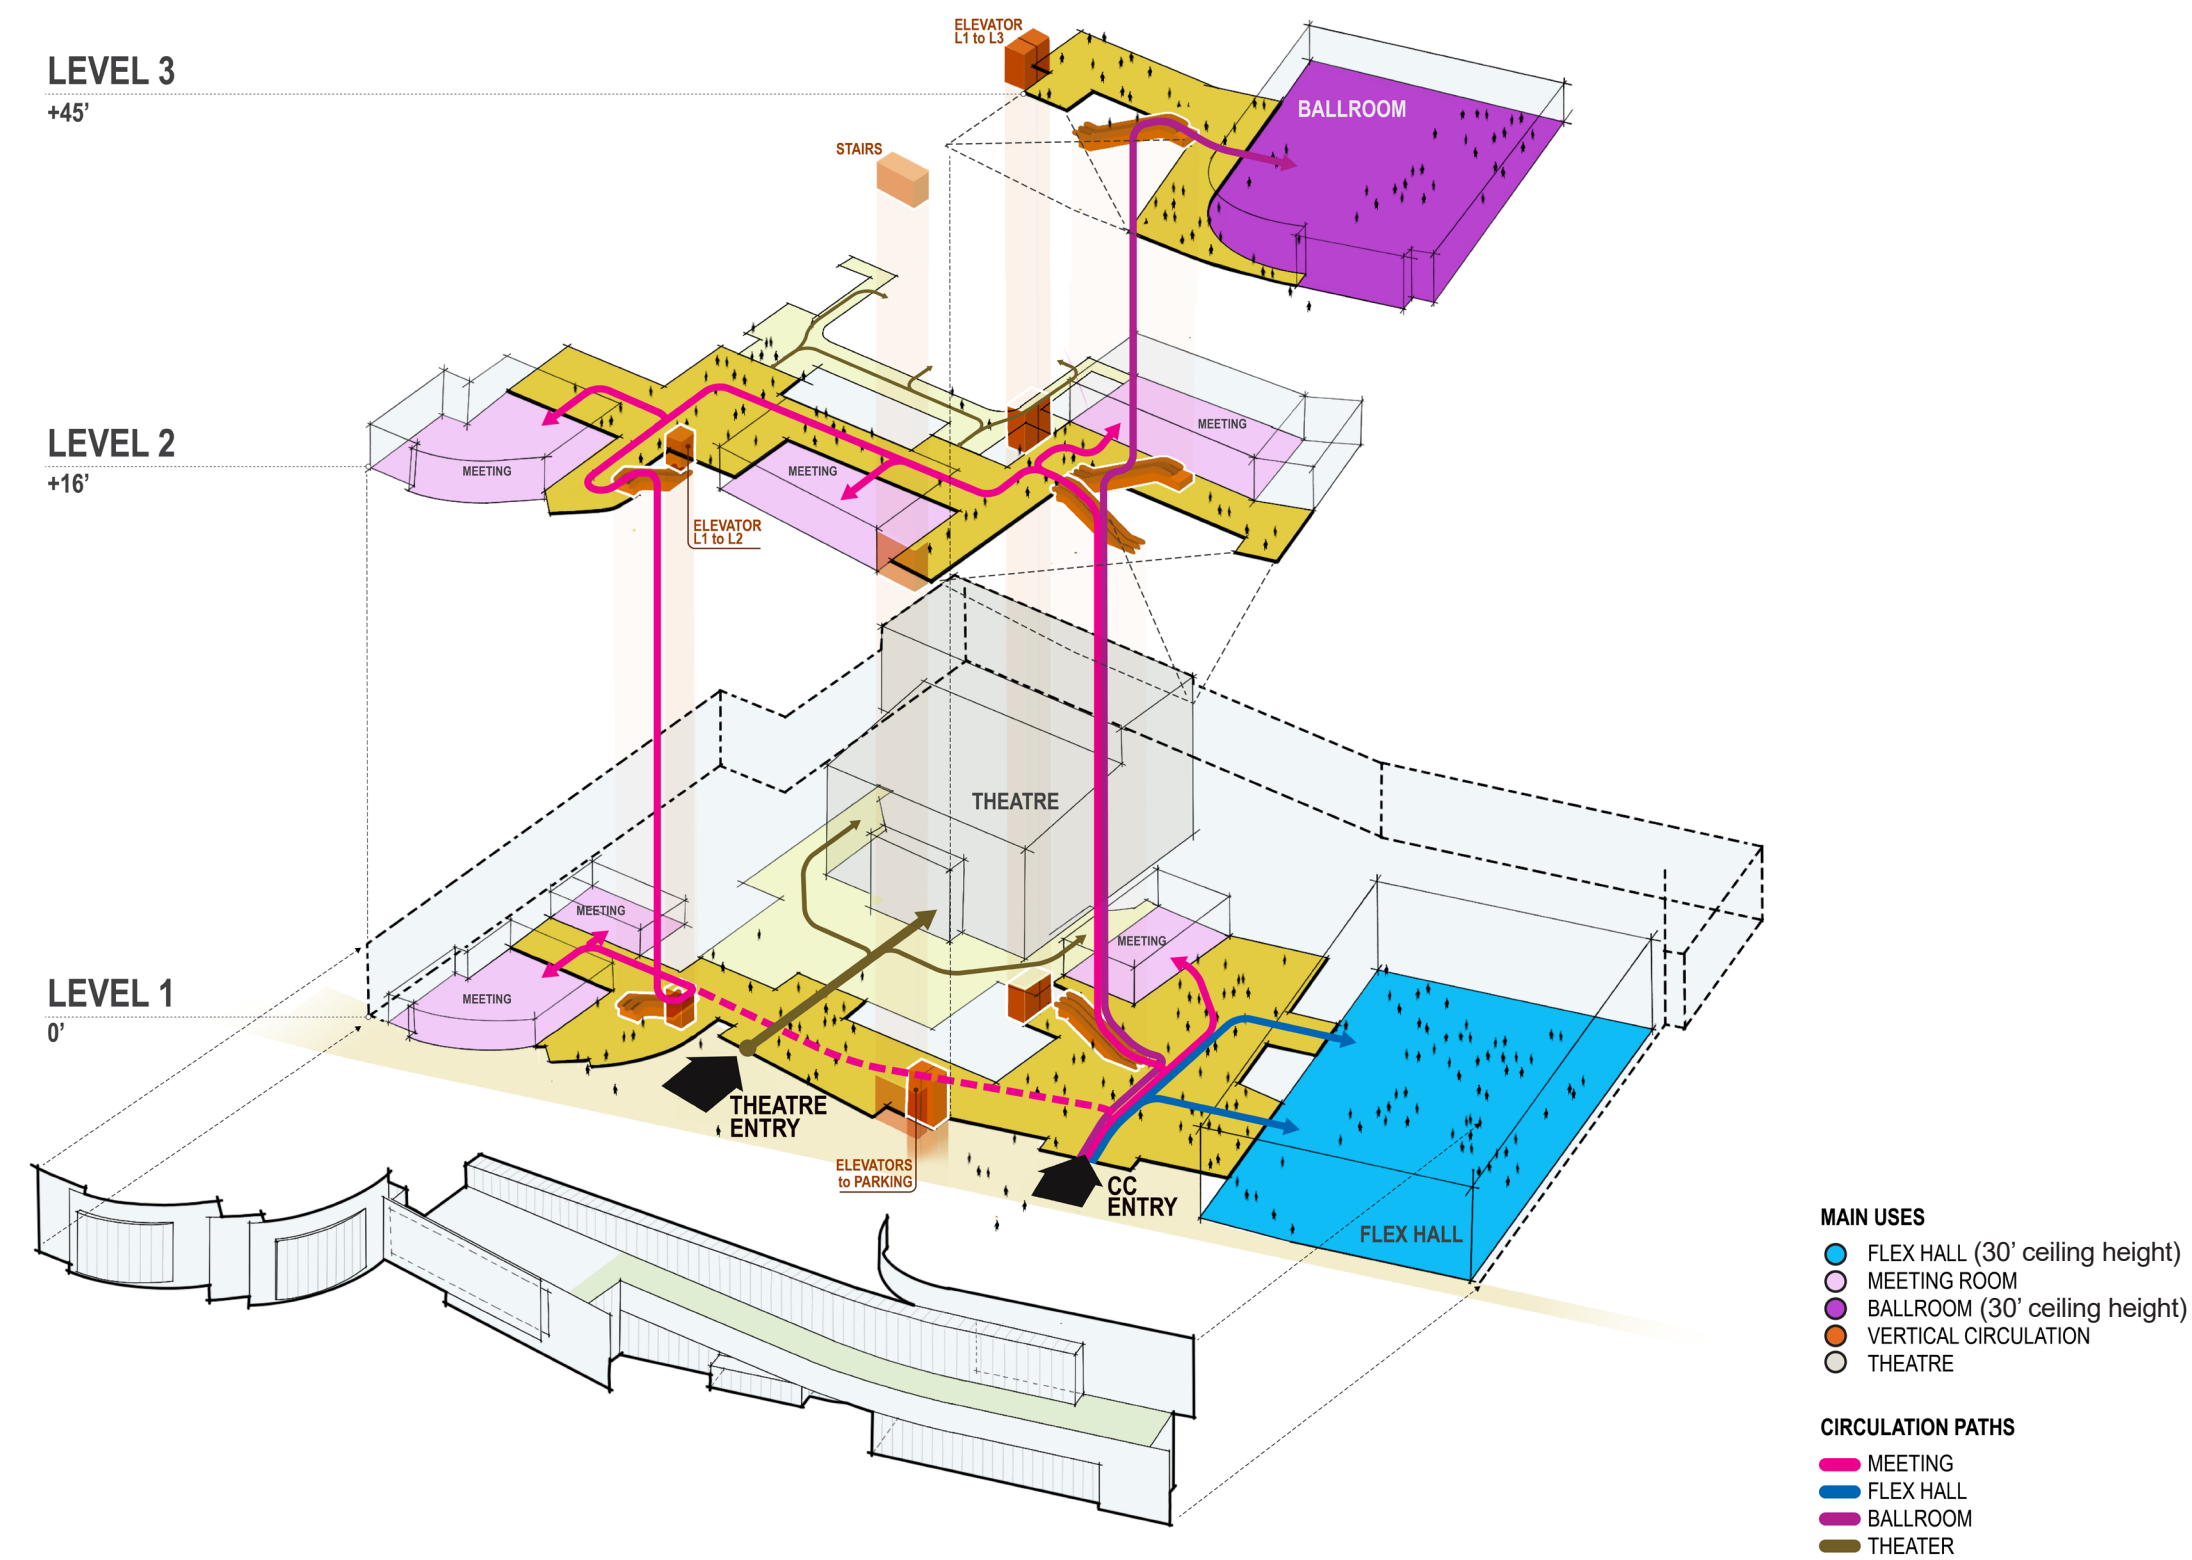 ELEVATOR
L1 to L3
LEVEL 3
+45’
BALLROOM
STAIRS
LEVEL 2
+16’
MEETING
MEETING
MEETING
ELEVATOR
L1 to L2
THEATRE
MEETING
MEETING
MEETING
LEVEL 1
0’
THEATRE
ENTRY
ELEVATORS
to PARKING
CC
ENTRY
FLEX HALL
MAIN USES
FLEX HALL (30’ ceiling height)
MEETING ROOM
BALLROOM (30’ ceiling height)
VERTICAL CIRCULATION
THEATRE
CIRCULATION PATHS
MEETING
FLEX HALL
BALLROOM
THEATER